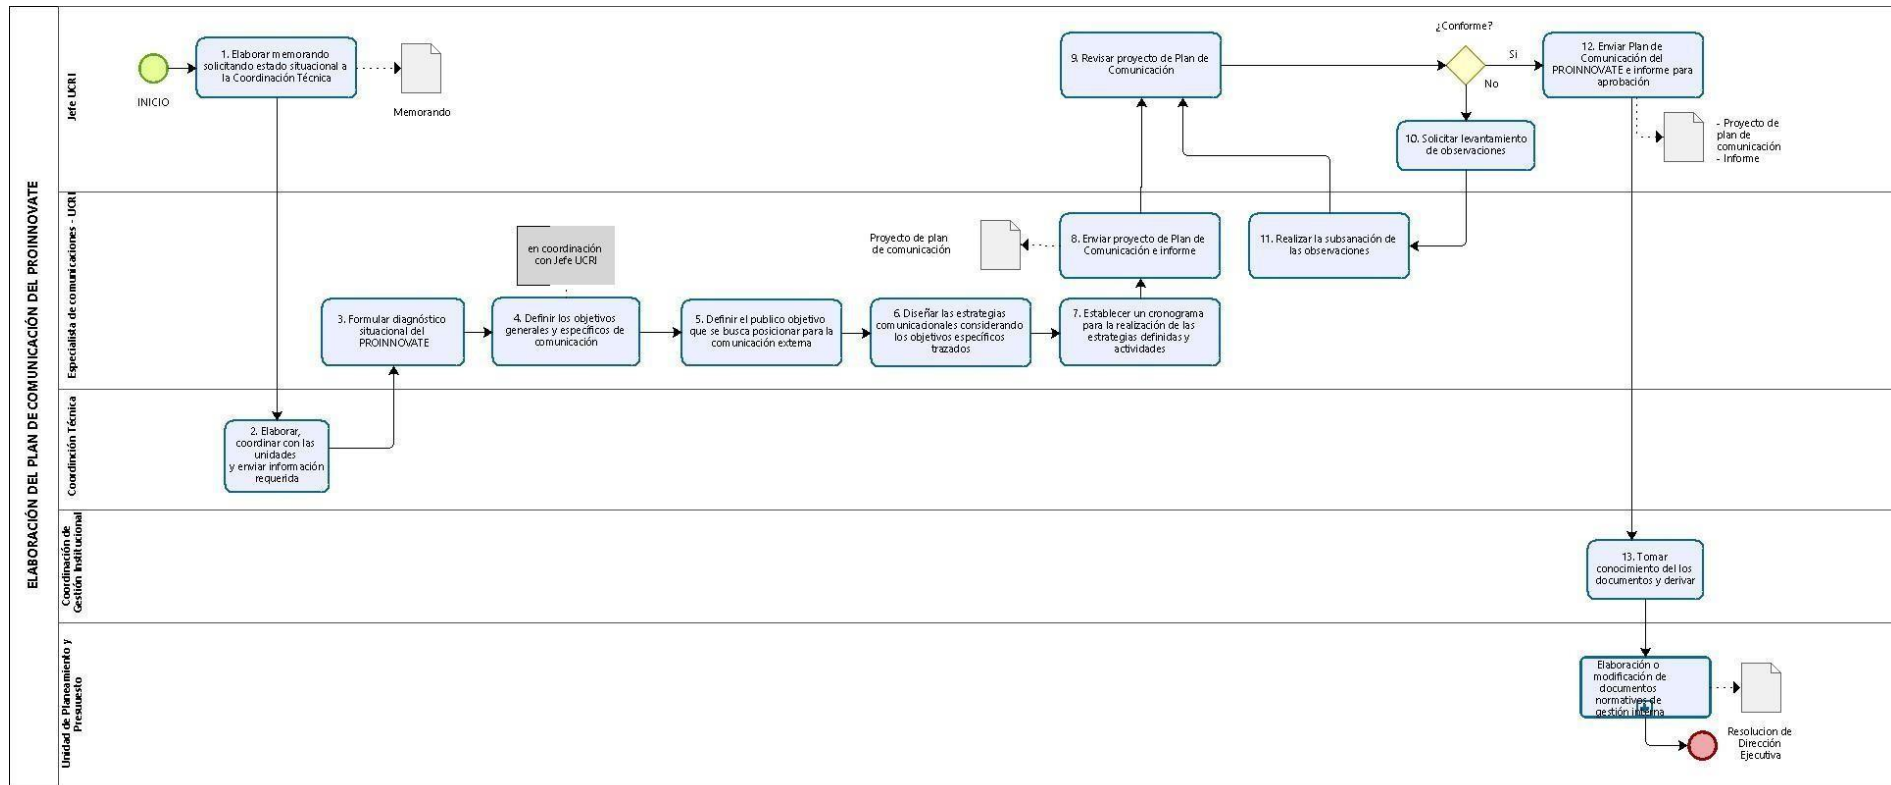 ELABORACIÓN DEL PLAN DE COMUNICACIÓN DEL PROINNOVATE
Jefe UCRI
INICIO
1. Elaborar memorando
solicitando estado situacional a
la Coordinación Técnica
Memorando
9. Revisar proyecto de Plan de
Comunicación
¿Conforme?
Si
No
12. Enviar Plan de
Comunicación del
PROINNOVATE e informe para
aprobación
10. Solicitar levantamiento
de observaciones
- Proyecto de
plan de
comunicación
- Informe
Especialista de comunicaciones - UCRI
en coordinación
con Jefe UCRI
Proyecto de plan
de comunicación
8. Enviar proyecto de Plan de
Comunicación e informe
11. Realizar la subsanación de
las observaciones
3. Formular diagnóstico
situacional del
PROINNOVATE
4. Definir los objetivos
generales y específicos de
comunicación
5. Definir el publico objetivo
que se busca posicionar para la
comunicación externa
6. Diseñar las estrategias
comunicacionales considerando
los objetivos específicos
trazados
7. Establecer un cronograma
para la realización de las
estrategias definidas y
actividades
Coordinción Técnica
2. Elaborar,
coordinar con las
unidades
y enviar información
requerida
Coordinación de
Gestión Institucional
13. Tomar
conocimiento del los
documentos y derivar
Unidad de Planeamiento y
Presuuesto
Elaboración o
modificación de
documentos
normativos de
gestión interna
Resolucion de
Dirección
Ejecutiva